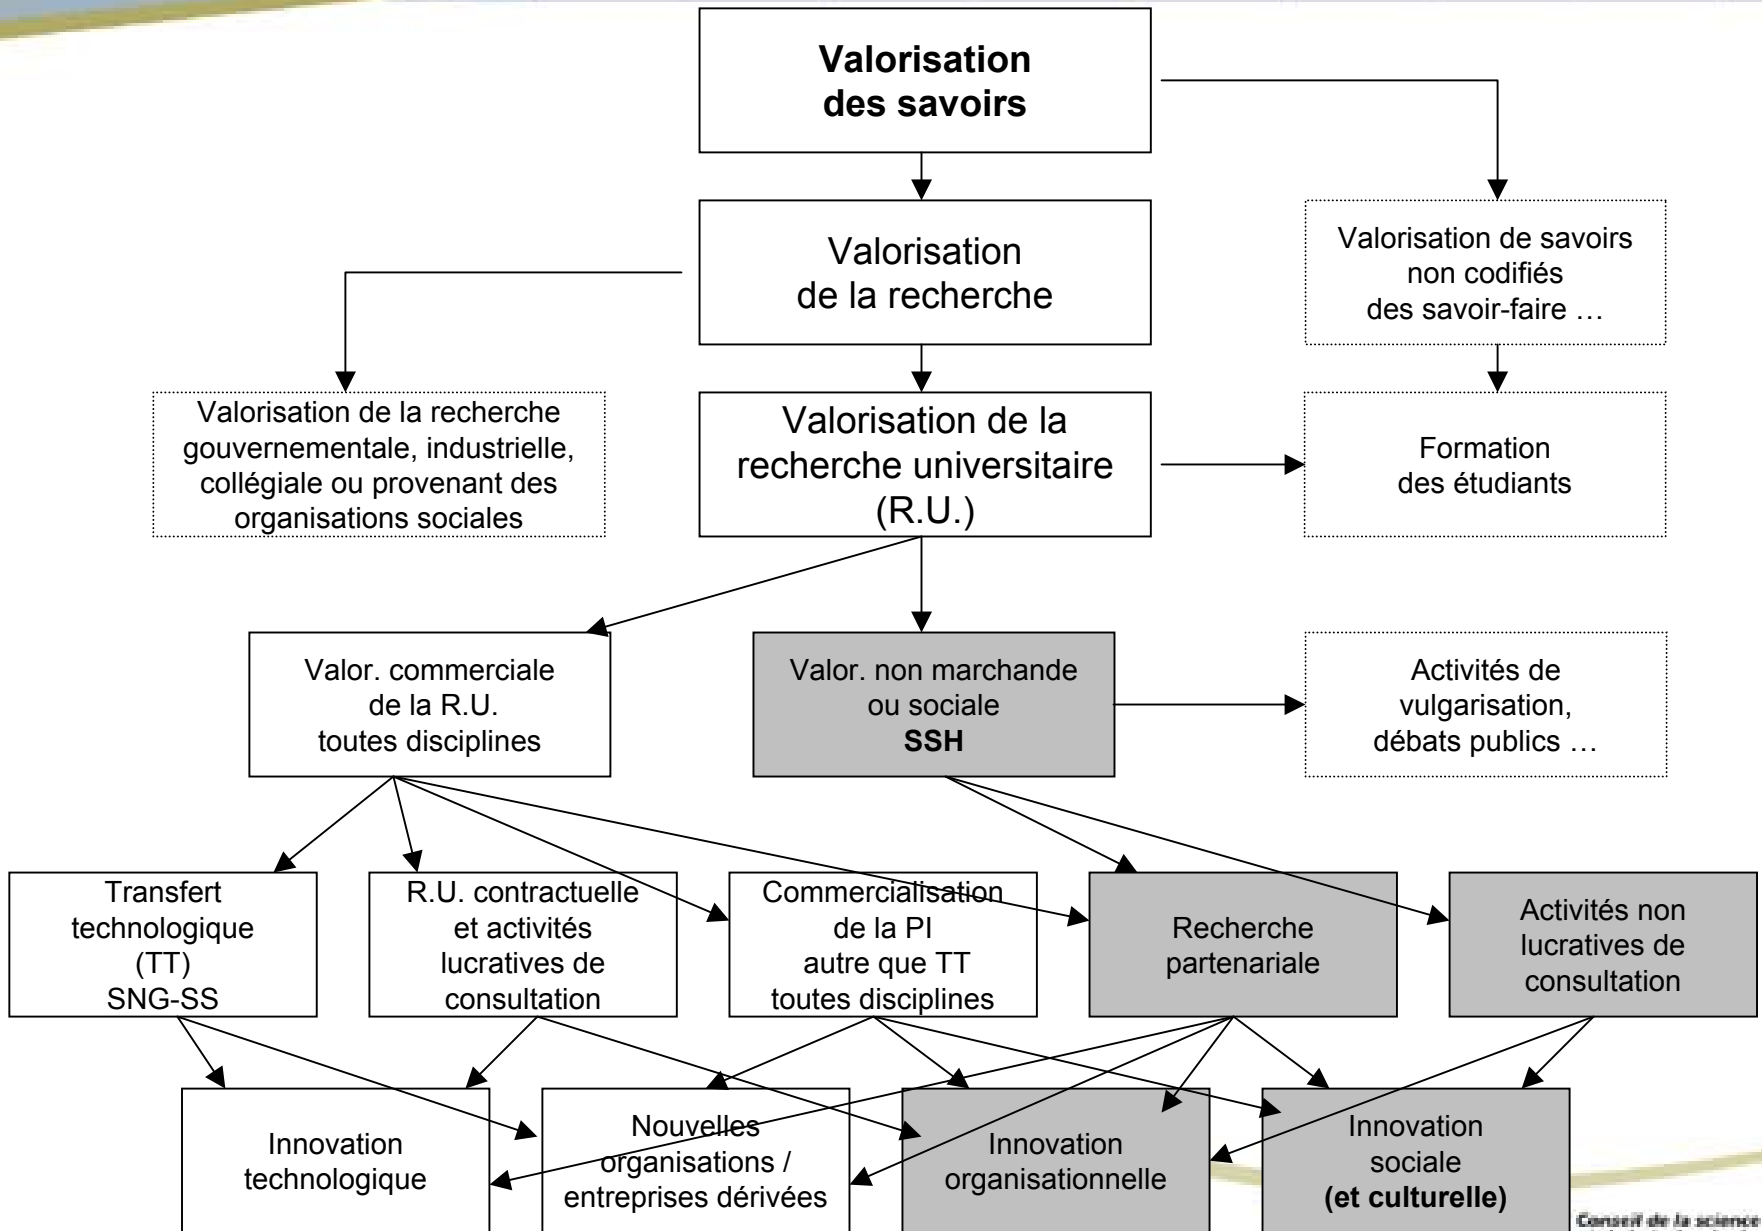 Valorisation
des savoirs
Valorisation
de la recherche
Valorisation de savoirs
non codifiés
des savoir-faire …
Valorisation de la recherche
gouvernementale, industrielle,
collégiale ou provenant des
organisations sociales
Valorisation de la
recherche universitaire
(R.U.)
Formation
des étudiants
Valor. commerciale
de la R.U.
toutes disciplines
Valor. non marchande
ou sociale
SSH
Activités de
vulgarisation,
débats publics …
Transfert
technologique
(TT)
SNG-SS
R.U. contractuelle
et activités
lucratives de
consultation
Commercialisation
de la PI
autre que TT
toutes disciplines
Recherche
partenariale
Activités non
lucratives de
consultation
Innovation
technologique
Nouvelles
organisations /
entreprises dérivées
Innovation
organisationnelle
Innovation
sociale
(et culturelle)
Conseil de la science